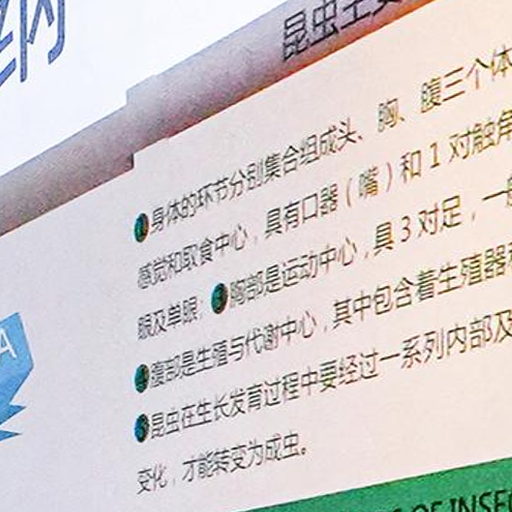 纲
昆虫主要
身体的环节分别集合组成头、胸、腹三个体
感觉和取食中心，具有口器（嘴）和1对触角
眼及单眼；胸部是运动中心，具3对足，一般
腹部是生殖与代谢中心，其中包含着生殖器和
昆虫在生长发育过程中要经过一系列内部及
变化，才能转变为成虫。
A
OF INSE